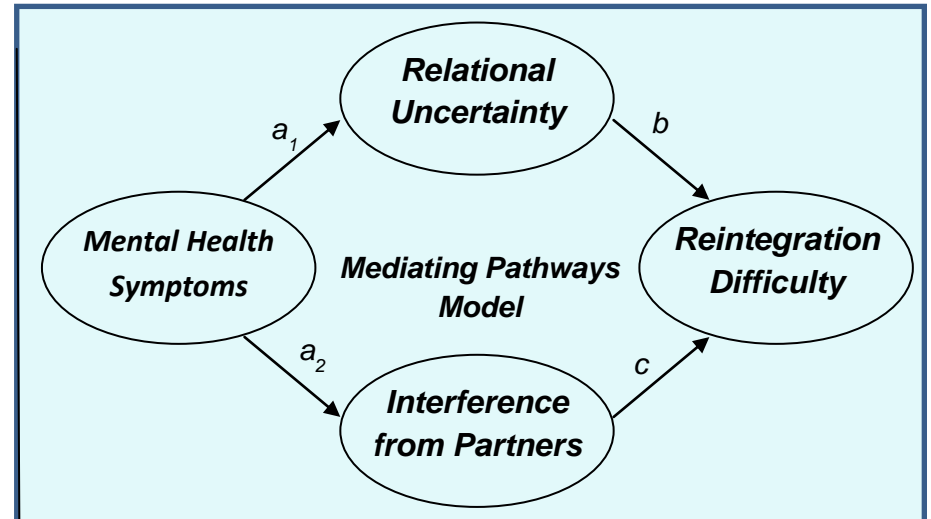 Relational
Uncertainty
a1
b
Mental Health
Symptoms
Mediating Pathways
Model
Reintegration
Difficulty
a2
c
Interference
from Partners